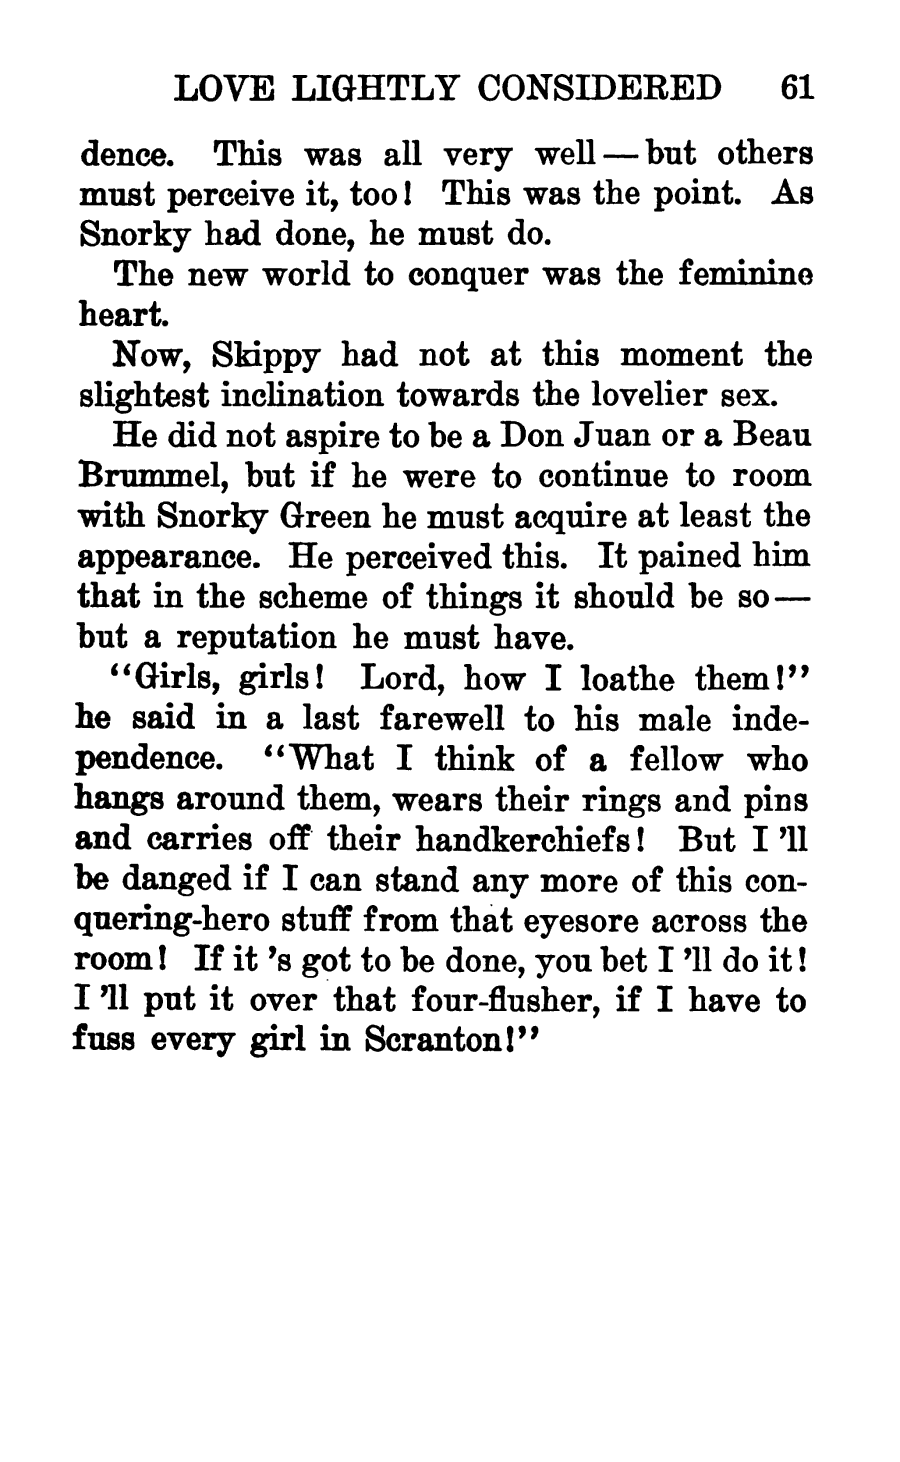 LOVE LIGHTLY CONSIDERED 61
dence. This was all very well — but others
must perceive it, too! This was the point. As
Snorky had done, he must do.
The new world to conquer was the feminine
heart.
Now, Skippy had not at this moment the
slightest inclination towards the lovelier sex.
He did not aspire to be a Don Juan or a Beau
Brummel, but if he were to continue to room
with Snorky Green he must acquire at least the
appearance. He perceived this. It pained him
that in the scheme of things it should be so —
but a reputation he must have.
"Girls, girls! Lord, how I loathe them!"
he said in a last farewell to his male inde-
pendence. "What I think of a fellow who
hangs around them, wears their rings and pins
and carries off their handkerchiefs! But I 'll
be danged if I can stand any more of this con-
quering-hero stuff from that eyesore across the
room! If it 's got to be done, you bet I 'll do it!
I 'll put it over that four-flusher, if I have to
fuss every girl in Scranton!"